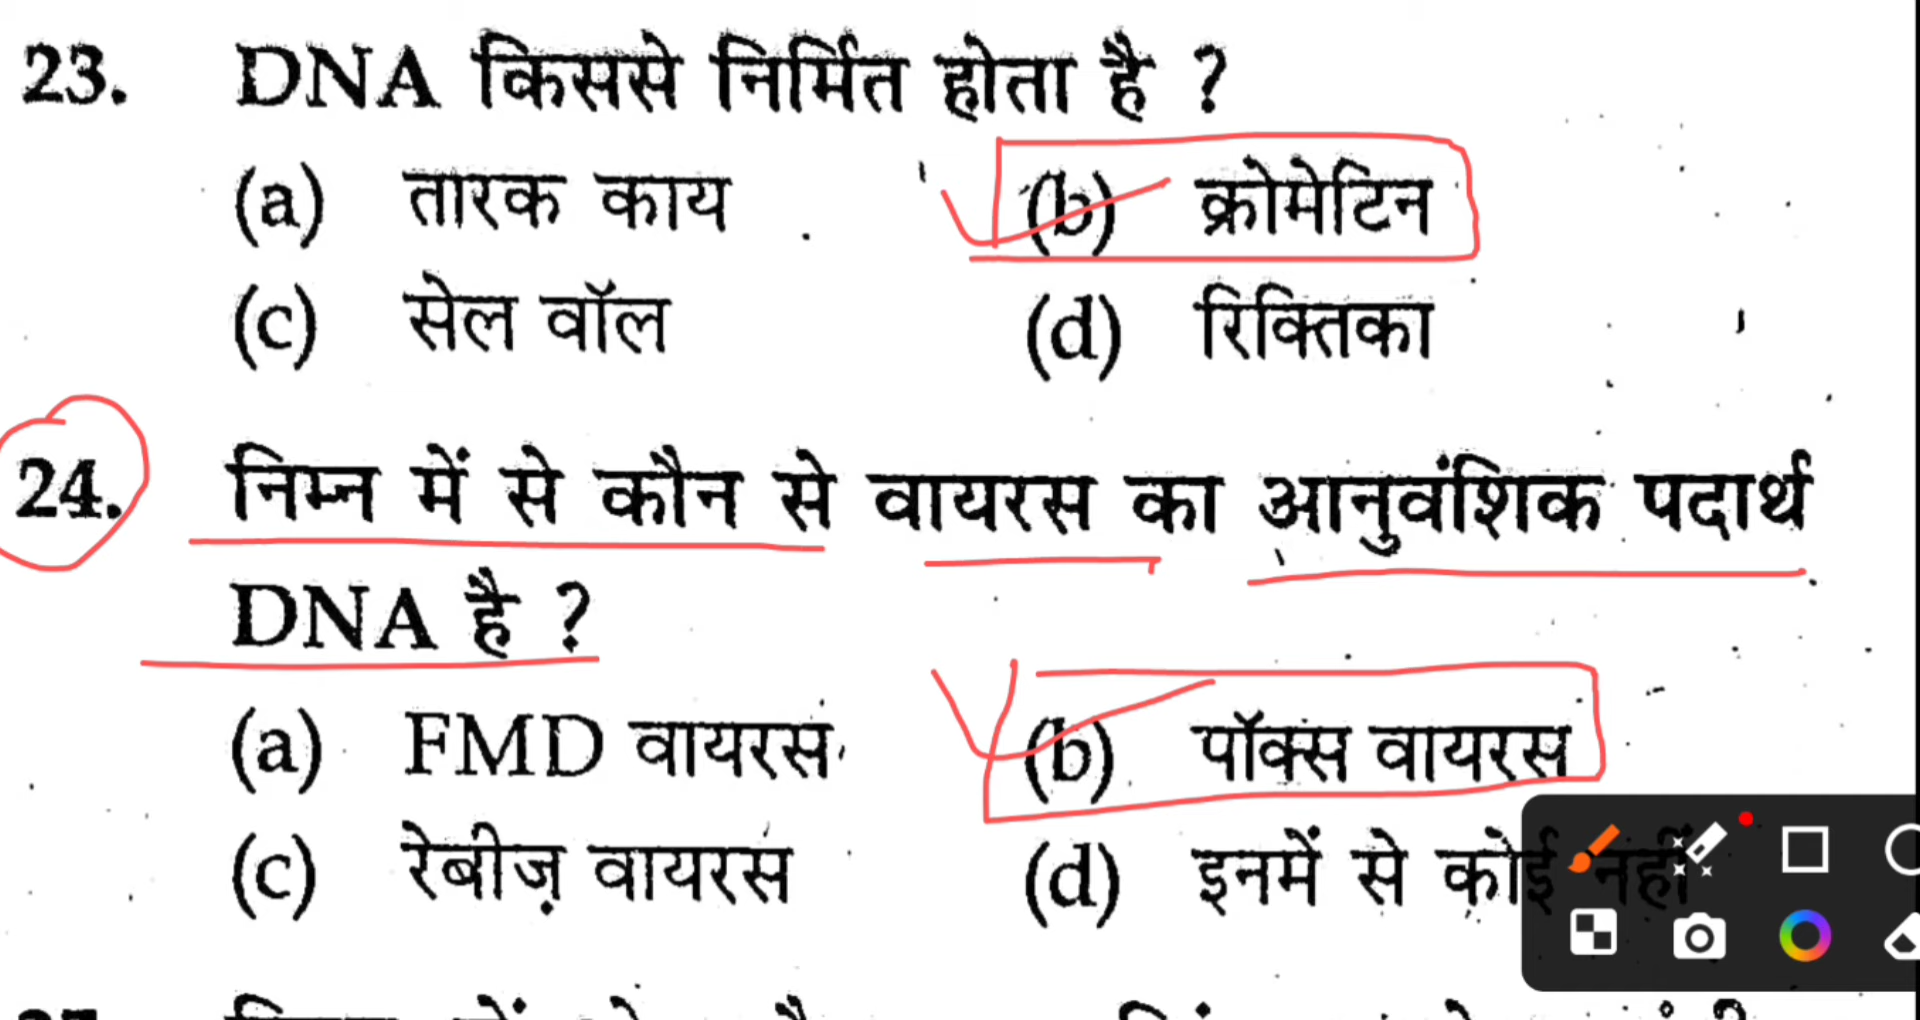 23. DNA किससे निर्मित होता है ?
(a) तारक काय (b) क्रोमेटिन
(c) सेल वॉल (d) रिक्तिका
24. निम्न में से कौन से वायरस का आनुवंशिक पदार्थ
DNA है ?
(a) FMD वायरस (b) पॉक्स वायरस
(c) रेबीज़ वायरस (d) इनमें से कोई नहीं